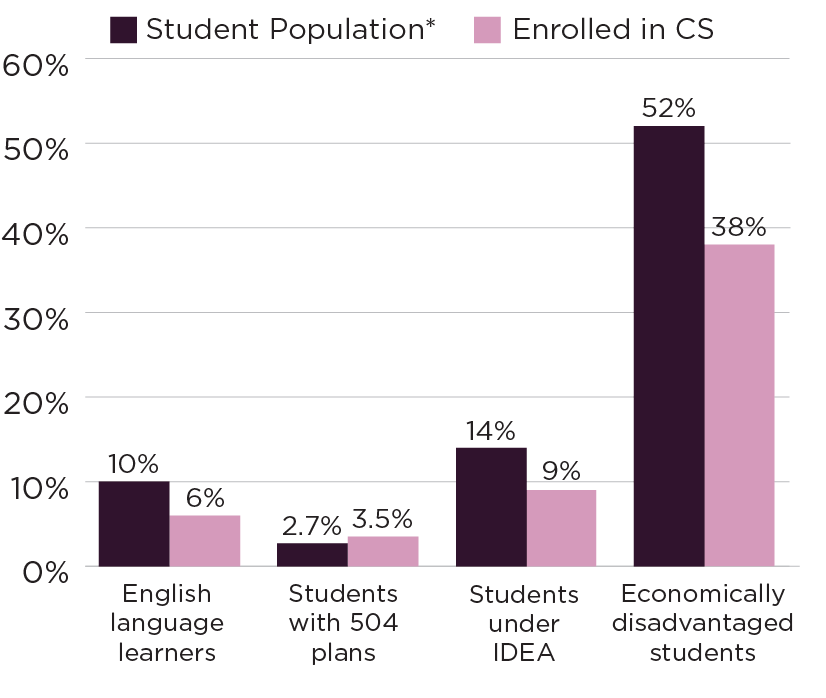 Student Population* Enrolled in CS
60%
50%
40%
30%
20%
10%
0%
10%
6%
2.7%
3.5%
14%
9%
52%
38%
English
language
learners
Students
with 504
plans
Students
under
IDEA
Economically
disadvantaged
students